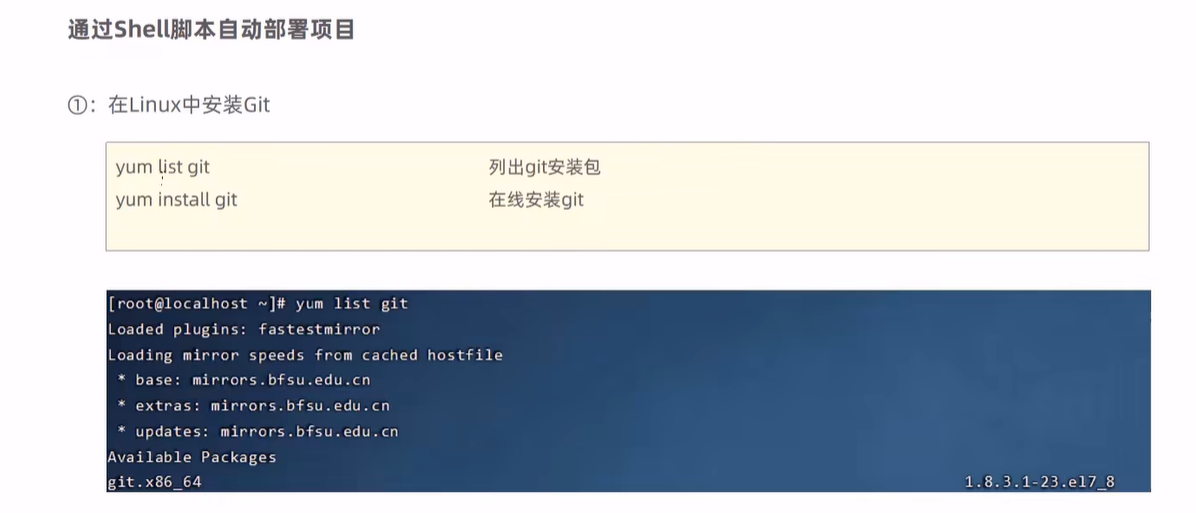 通过Shell脚本自动部署项目
①：在Linux中安装Git
yum list git 列出git安装包
yum install git 在线安装git
[root@localhost ~]# yum list git
Loaded plugins: fastestmirror
Loading mirror speeds from cached hostfile
* base: mirrors.bfsu.edu.cn
* extras: mirrors.bfsu.edu.cn
* updates: mirrors.bfsu.edu.cn
Available Packages
git.x86_64 1.8.3.1-23.el7_8